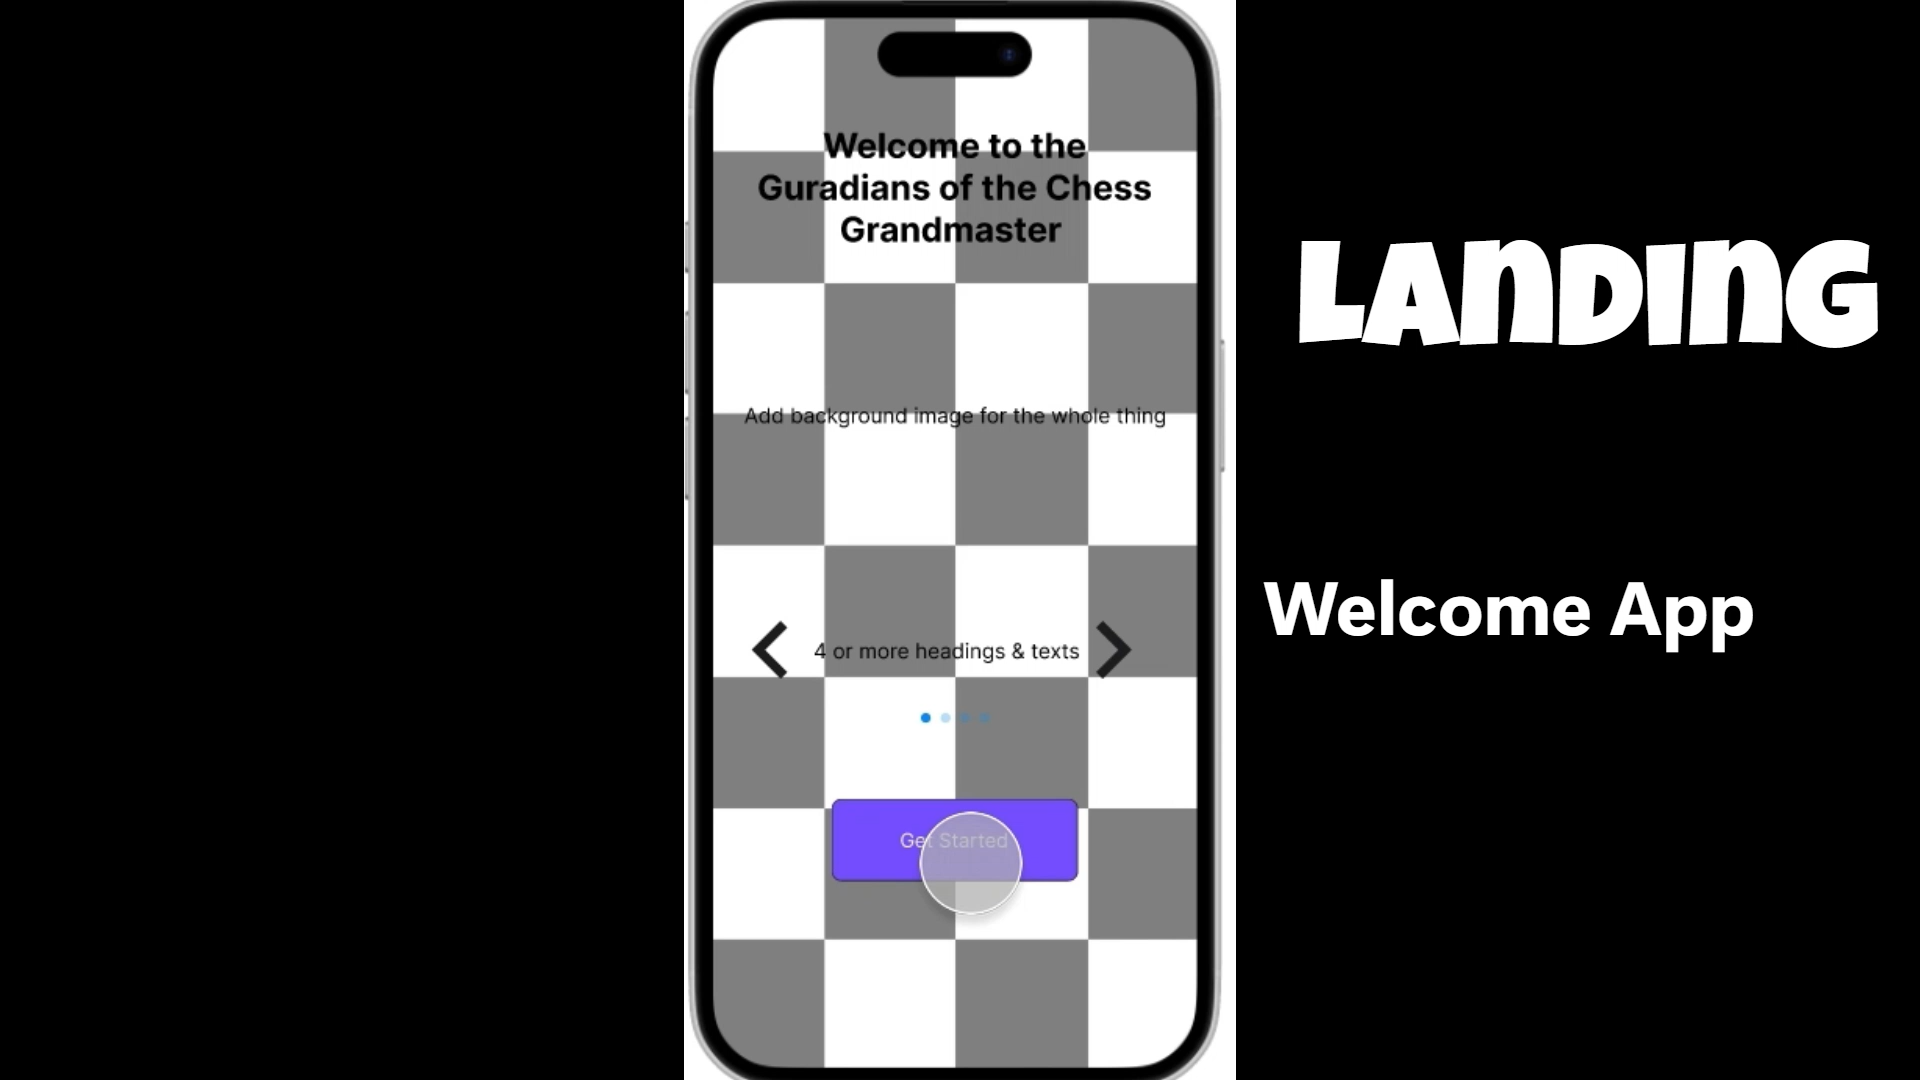 Welcome to the
Guradians of the Chess
Grandmaster
Add background image for the whole thing
4 or more headings & texts
Get Started
LANDING
Welcome App